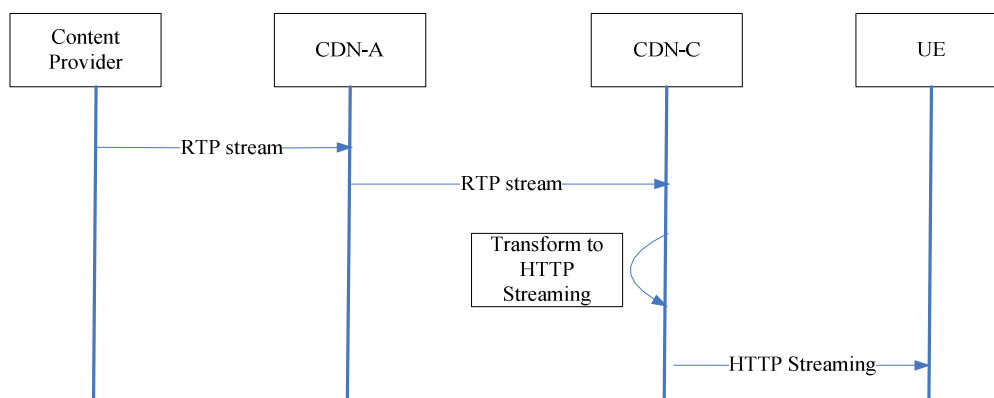 Content
Provider
CDN-A
CDN-C
UE
RTP stream
RTP stream
Transform to
HTTP
Streaming
HTTP Streaming